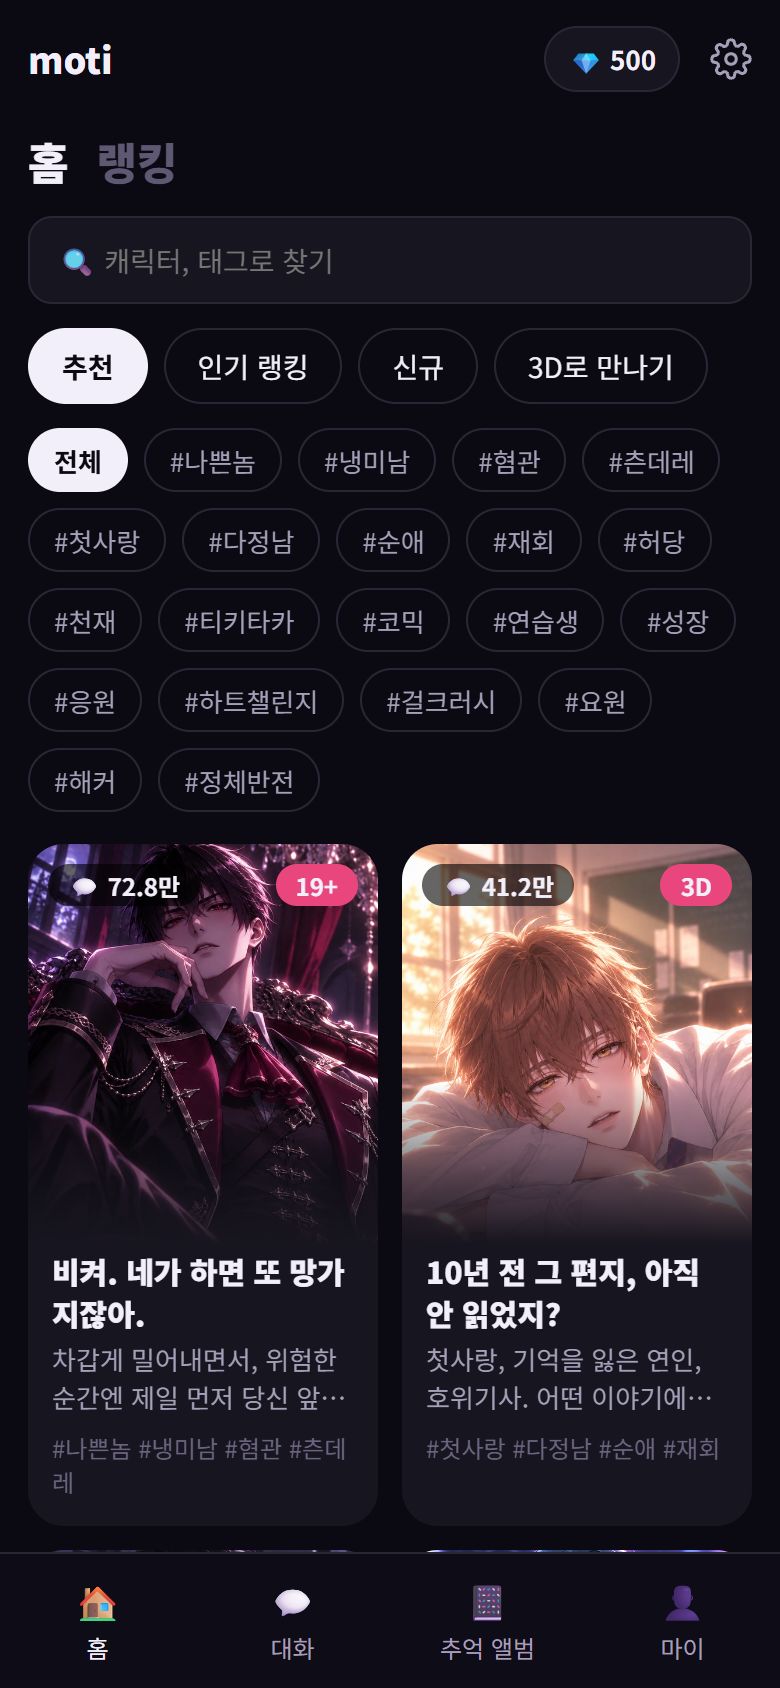 moti
500
홈 랭킹
캐릭터, 태그로 찾기
추천 인기 랭킹 신규 3D로 만나기
전체 #나쁜놈 #냉미남 #혐관 #츤데레
#첫사랑 #다정남 #순애 #재회 #허당
#천재 #티키타카 #코믹 #연습생 #성장
#응원 #하트챌린지 #걸크러시 #요원
#해커 #정체반전
72.8만 19+
비켜. 네가 하면 또 망가
지잖아.
차갑게 밀어내면서, 위험한
순간엔 제일 먼저 당신 앞…
#나쁜놈 #냉미남 #혐관 #츤데
레
41.2만 3D
10년 전 그 편지, 아직
안 읽었지?
첫사랑, 기억을 잃은 연인,
호위기사. 어떤 이야기에…
#첫사랑 #다정남 #순애 #재회
홈 대화 추억 앨범 마이